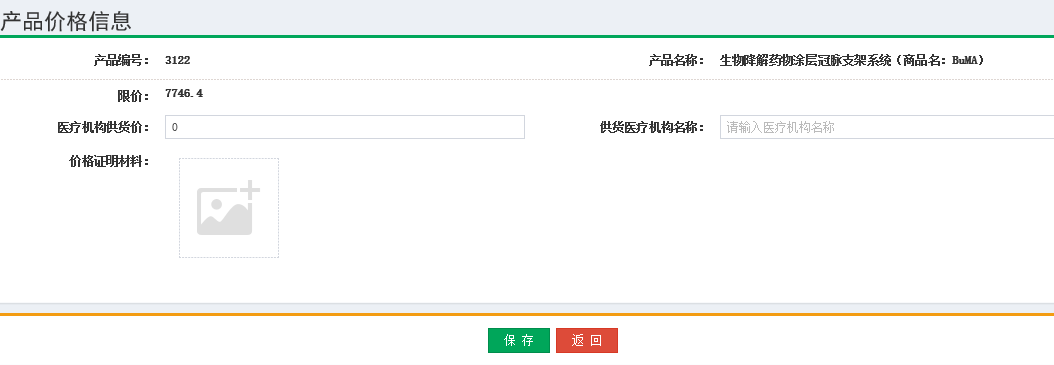 产品价格信息
产品编号： 3122 产品名称： 生物降解药物涂层冠脉支架系统（商品名：BuMA）
限价： 7746.4
医疗机构供货价： 0 供货医疗机构名称： 请输入医疗机构名称
价格证明材料：
保 存 返 回